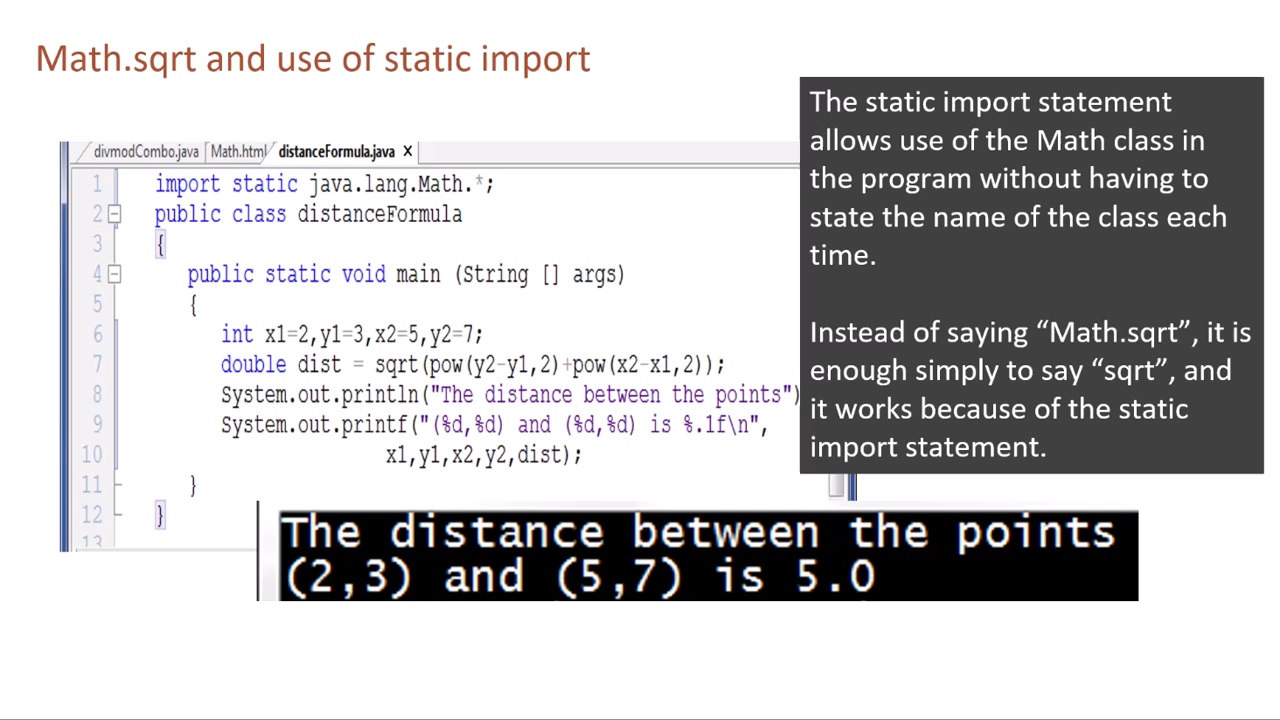 Math.sqrt and use of static import
divmodCombo.java Math.html distanceFormula.java x
1 import static java.lang.Math.*;
2 public class distanceFormula
3 {
4 public static void main (String [] args)
5 {
6 int x1=2,y1=3,x2=5,y2=7;
7 double dist = sqrt(pow(y2-y1,2)+pow(x2-x1,2));
8 System.out.println("The distance between the points")
9 System.out.printf("(%d,%d) and (%d,%d) is %.1f\n",
10 x1,y1,x2,y2,dist);
11 }
12 }
13
The static import statement
allows use of the Math class in
the program without having to
state the name of the class each
time.
Instead of saying “Math.sqrt”, it is
enough simply to say “sqrt”, and
it works because of the static
import statement.
The distance between the points
(2,3) and (5,7) is 5.0